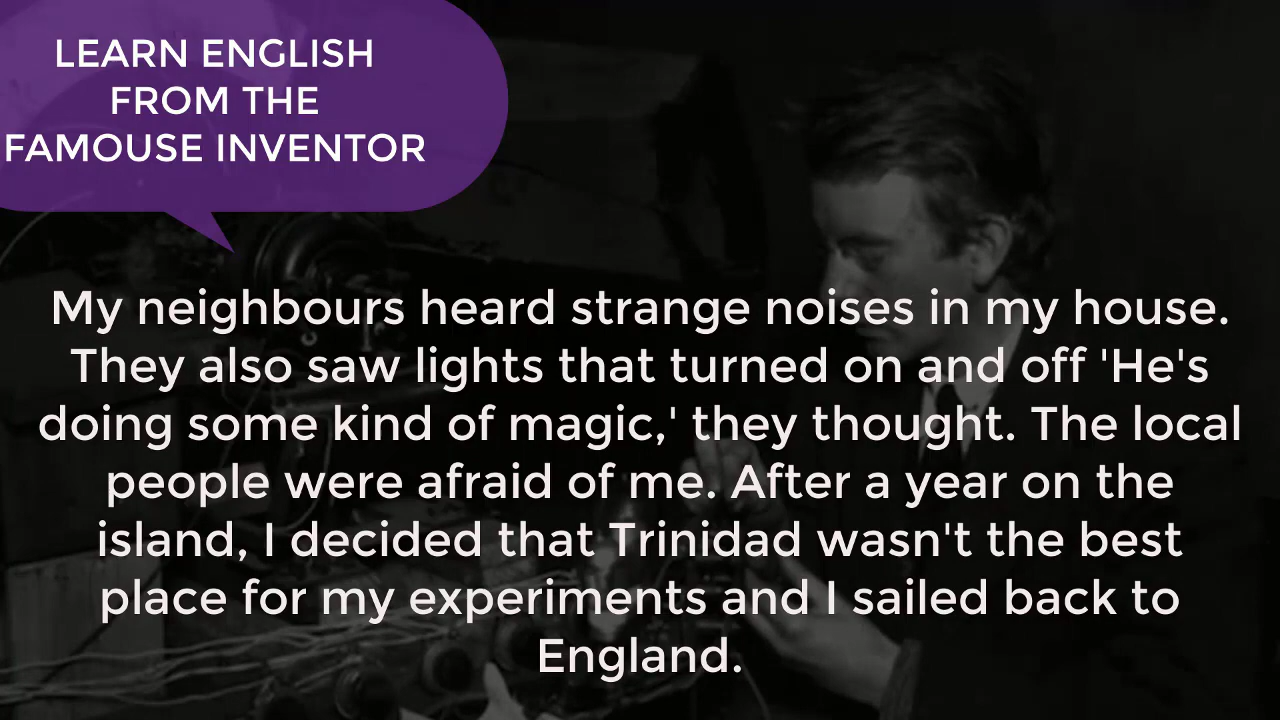 LEARN ENGLISH
FROM THE
FAMOUSE INVENTOR
My neighbours heard strange noises in my house.
They also saw lights that turned on and off 'He's
doing some kind of magic,' they thought. The local
people were afraid of me. After a year on the
island, I decided that Trinidad wasn't the best
place for my experiments and I sailed back to
England.